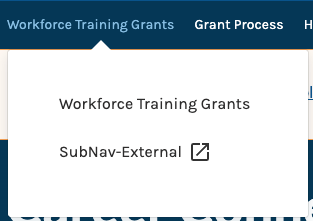 Workforce Training Grants Grant Process H
Workforce Training Grants
SubNav-External